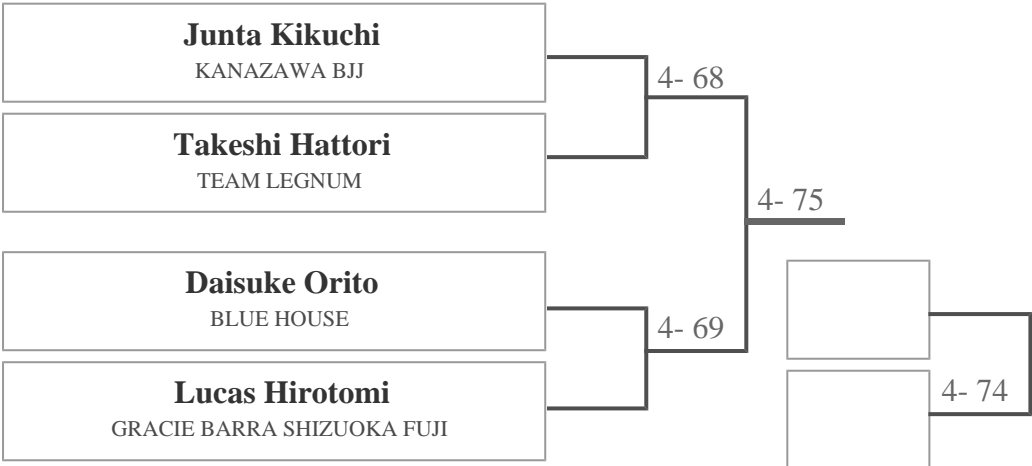 Junta Kikuchi
KANAZAWA BJJ
4- 68
Takeshi Hattori
TEAM LEGNUM
4- 75
Daisuke Orito
BLUE HOUSE
4- 69
Lucas Hirotomi
GRACIE BARRA SHIZUOKA FUJI
4- 74